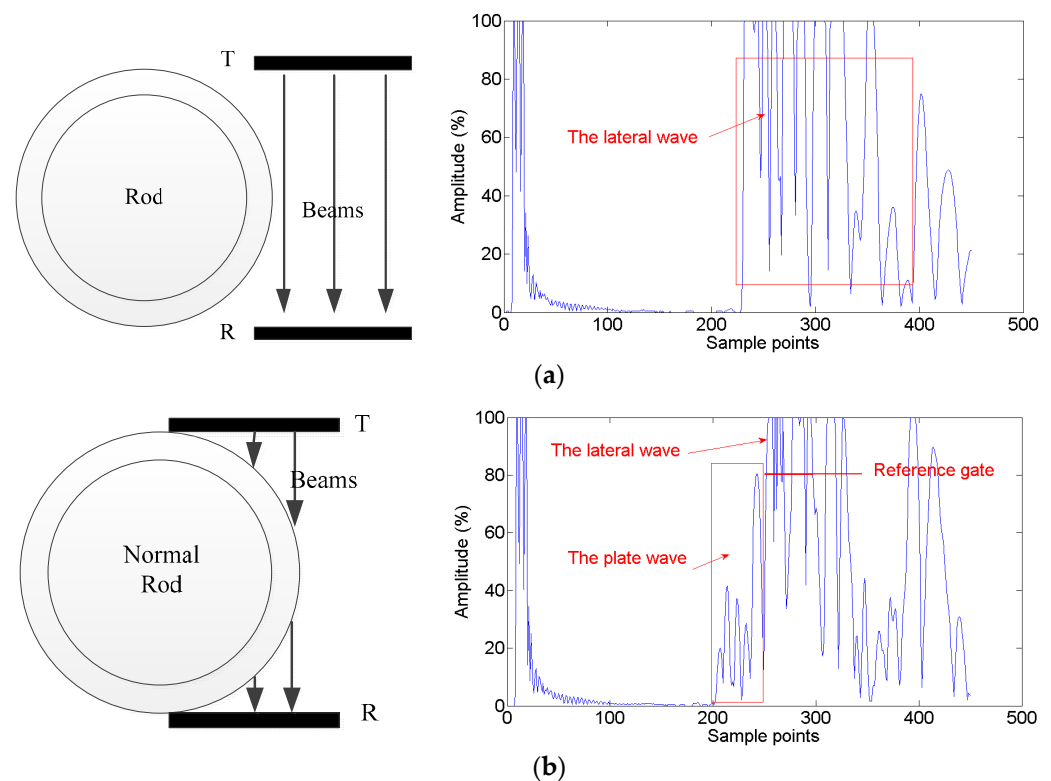 T
Rod
Beams
R
100
80
60
40
20
0
Amplitude (%)
The lateral wave
0 100 200 300 400 500
Sample points
(a)
T
Beams
Normal
Rod
R
100
80
60
40
20
0
Amplitude (%)
The lateral wave
Reference gate
The plate wave
0 100 200 300 400 500
Sample points
(b)